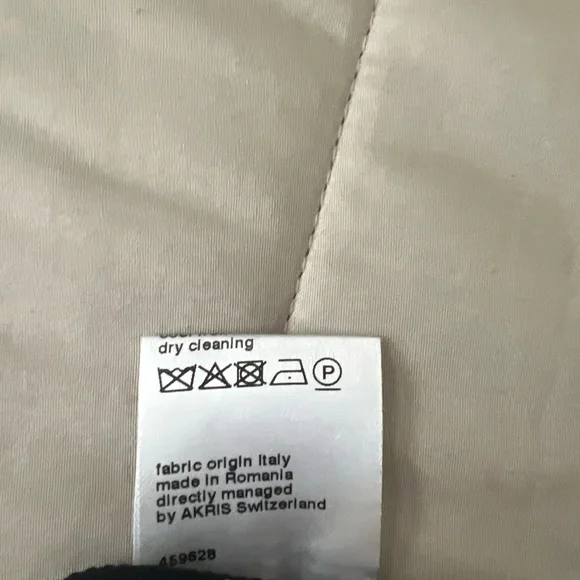 dry cleaning
P
fabric origin Italy
made in Romania
directly managed
by AKRIS Switzerland
459628